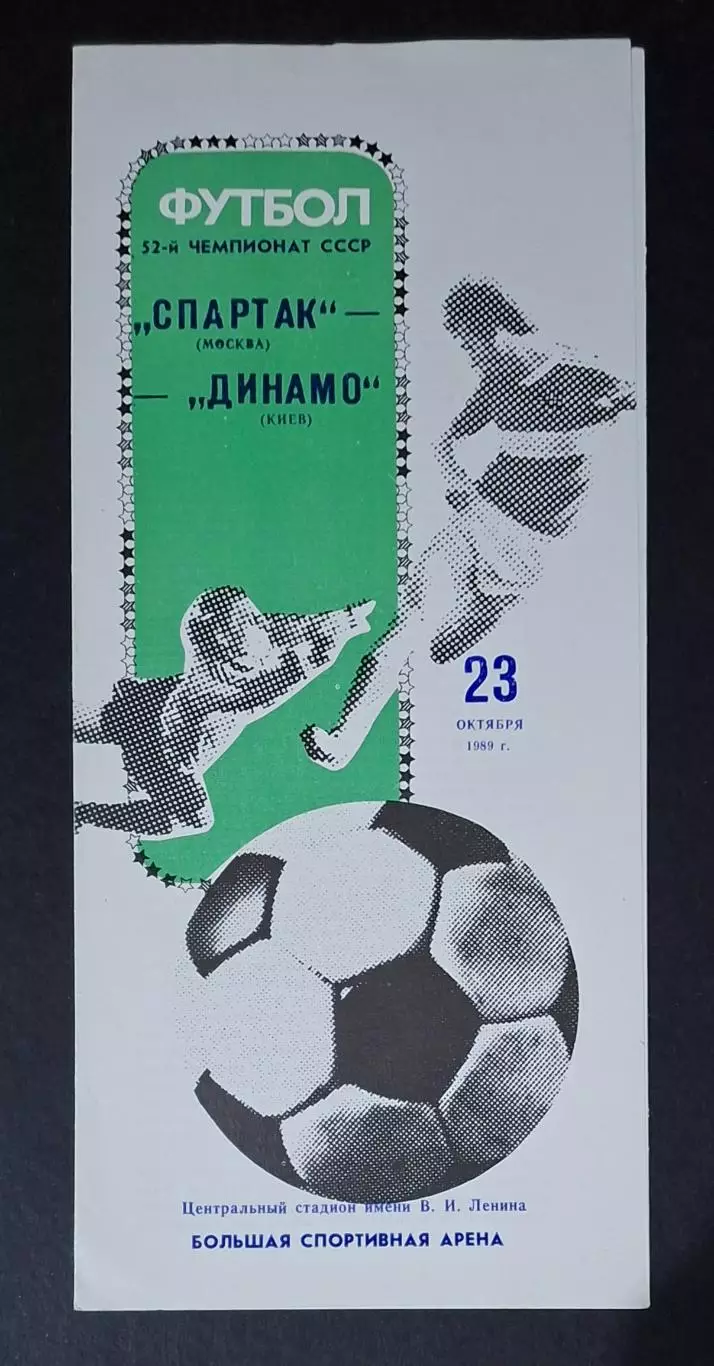 ФУТБОЛ
52-й ЧЕМПИОНАТ СССР
„СПАРТАК“ —
(МОСКВА)
— „ДИНАМО“
(КИЕВ)
23
ОКТЯБРЯ
1989 г.
Центральный стадион имени В. И. Ленина
БОЛЬШАЯ СПОРТИВНАЯ АРЕНА